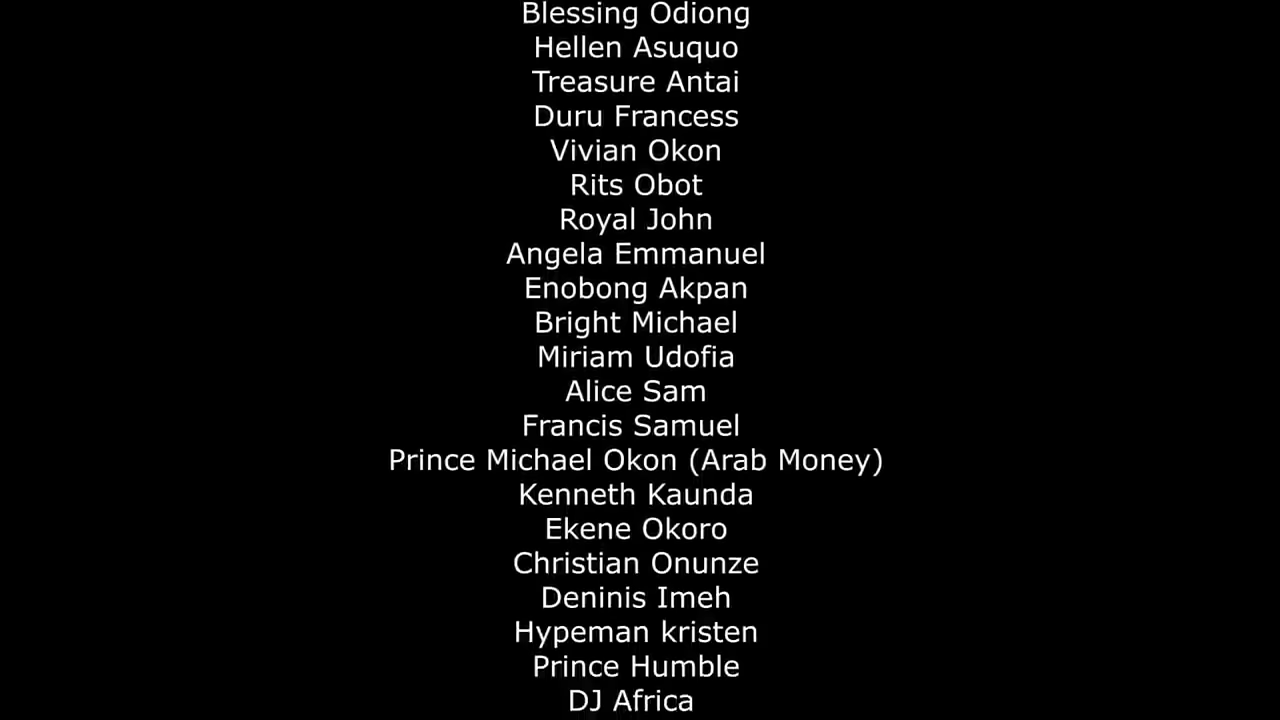 Blessing Odiong
Hellen Asuquo
Treasure Antai
Duru Francess
Vivian Okon
Rits Obot
Royal John
Angela Emmanuel
Enobong Akpan
Bright Michael
Miriam Udofia
Alice Sam
Francis Samuel
Prince Michael Okon (Arab Money)
Kenneth Kaunda
Ekene Okoro
Christian Onunze
Deninis Imeh
Hypeman kristen
Prince Humble
DJ Africa